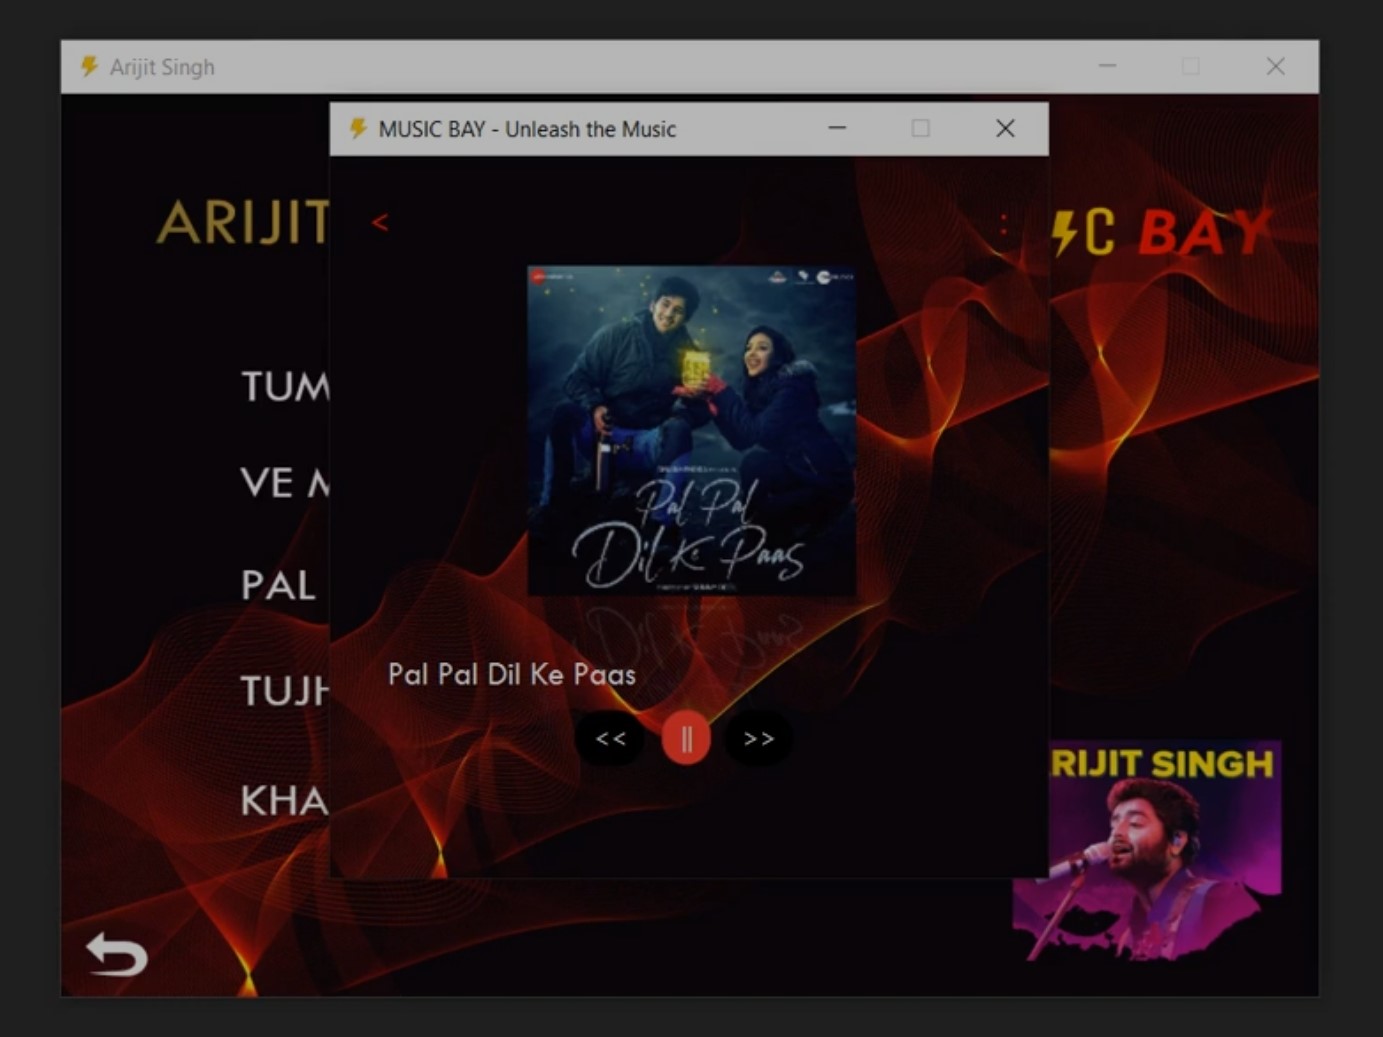 Arijit Singh
MUSIC BAY - Unleash the Music
ARIJIT
<
:
C BAY
TUM
VE M
PAL
TUJH
KHA
Pal Pal
Dil Ke Paas
Pal Pal Dil Ke Paas
<< || >>
RIJIT SINGH